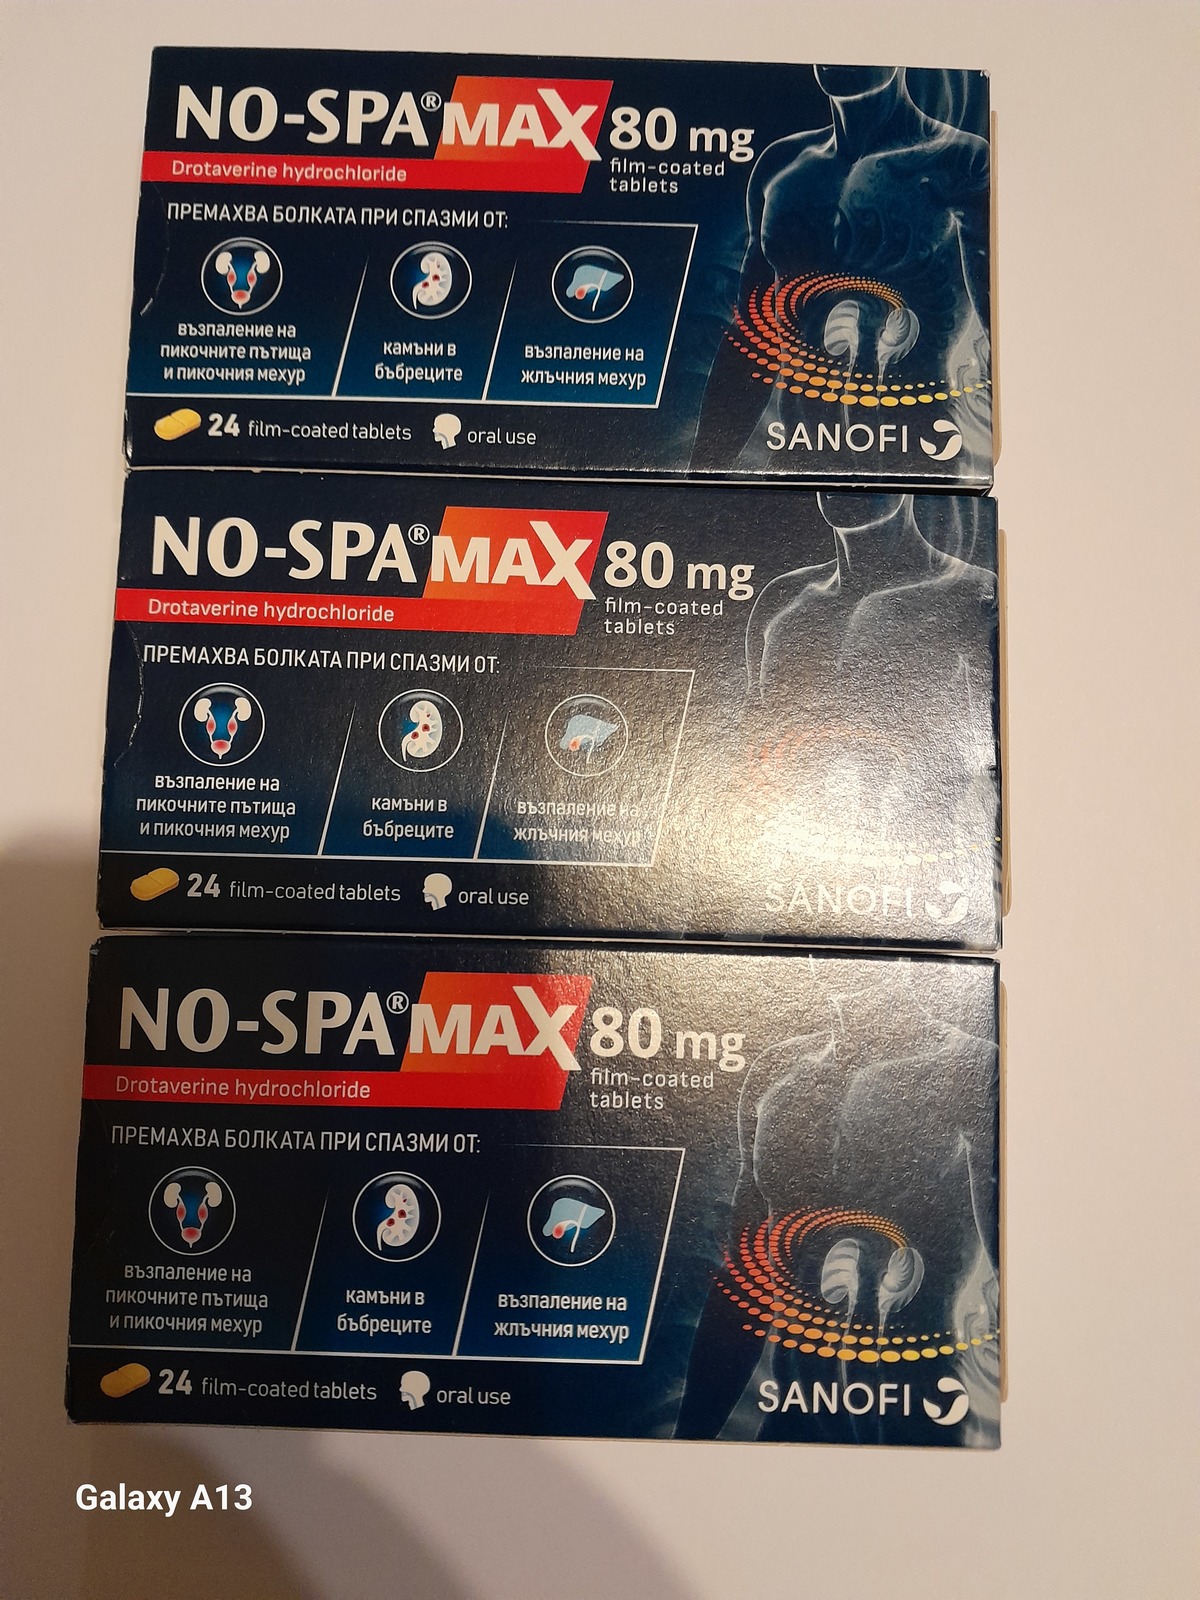 NO-SPA® MAX 80 mg
film-coated
tablets
Drotaverine hydrochloride
ПРЕМАХВА БОЛКАТА ПРИ СПАЗМИ ОТ:
възпаление на
пикочните пътища
и пикочния мехур
камъни в
бъбреците
възпаление на
жлъчния мехур
24 film-coated tablets
oral use
SANOFI
NO-SPA® MAX 80 mg
film-coated
tablets
Drotaverine hydrochloride
ПРЕМАХВА БОЛКАТА ПРИ СПАЗМИ ОТ:
възпаление на
пикочните пътища
и пикочния мехур
камъни в
бъбреците
възпаление на
жлъчния мехур
24 film-coated tablets
oral use
SANOFI
NO-SPA® MAX 80 mg
film-coated
tablets
Drotaverine hydrochloride
ПРЕМАХВА БОЛКАТА ПРИ СПАЗМИ ОТ:
възпаление на
пикочните пътища
и пикочния мехур
камъни в
бъбреците
възпаление на
жлъчния мехур
24 film-coated tablets
oral use
SANOFI
Galaxy A13